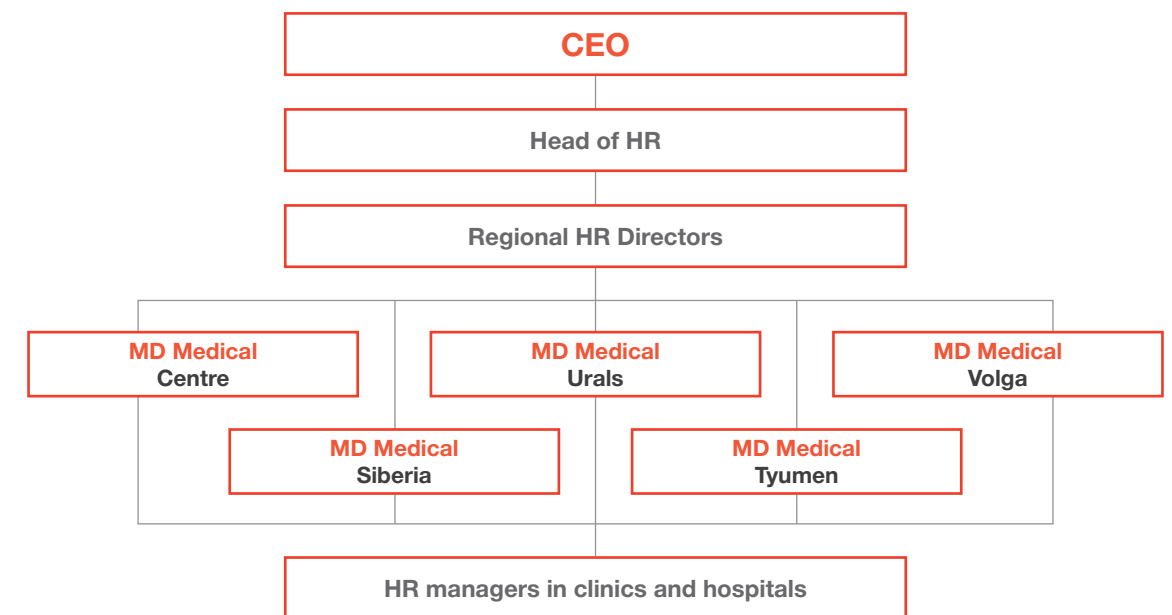 CEO
Head of HR
Regional HR Directors
MD Medical
Centre
MD Medical
Urals
MD Medical
Volga
MD Medical
Siberia
MD Medical
Tyumen
HR managers in clinics and hospitals